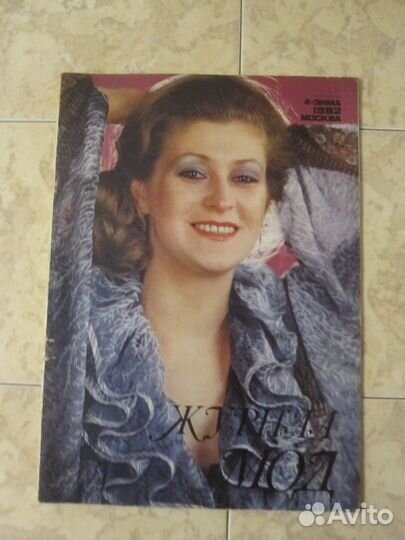 4•ЗИМА
1982
МОСКВА
ЖУРНАЛ
МОД
Avito